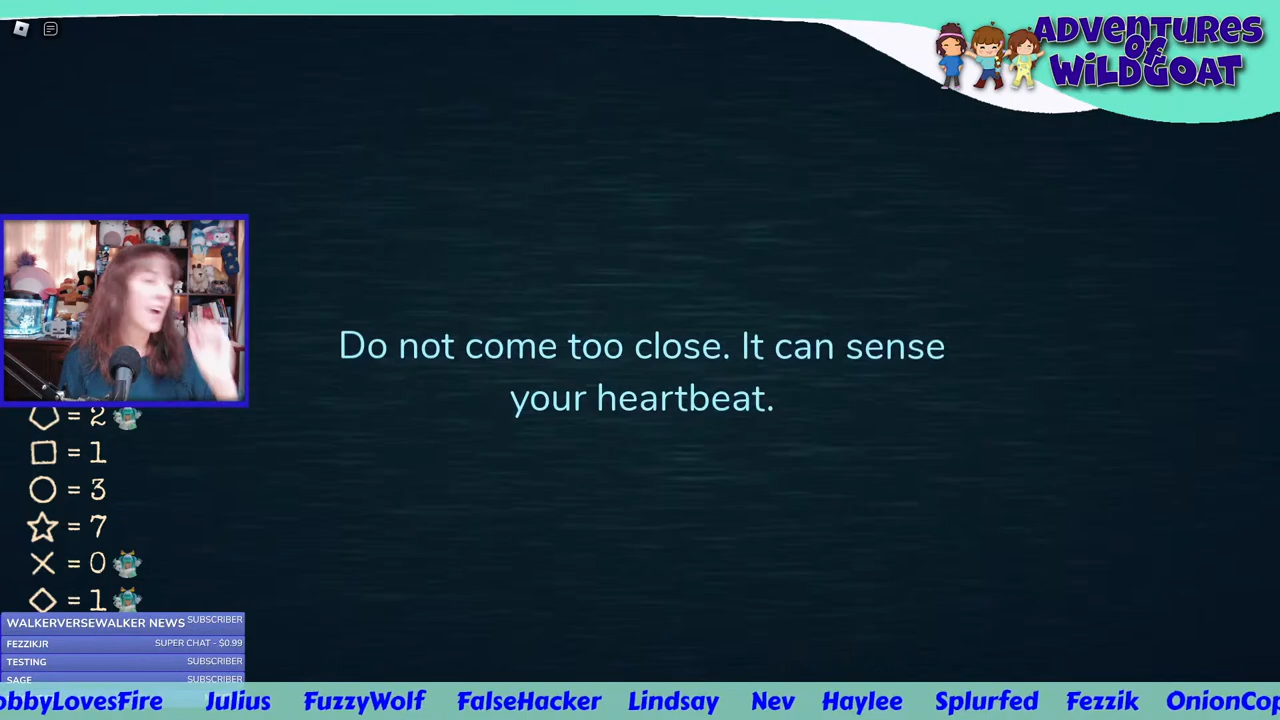 ADVENTURES
OF
WILDGOAT
Do not come too close. It can sense
your heartbeat.
= 2
= 1
= 3
= 7
= 0
= 1
WALKERVERSEWALKER NEWS SUBSCRIBER
FEZZIKJR SUPER CHAT - $0.99
TESTING SUBSCRIBER
SAGE SUBSCRIBER
obbyLovesFire Julius FuzzyWolf FalseHacker Lindsay Nev Haylee Splurfed Fezzik OnionCop